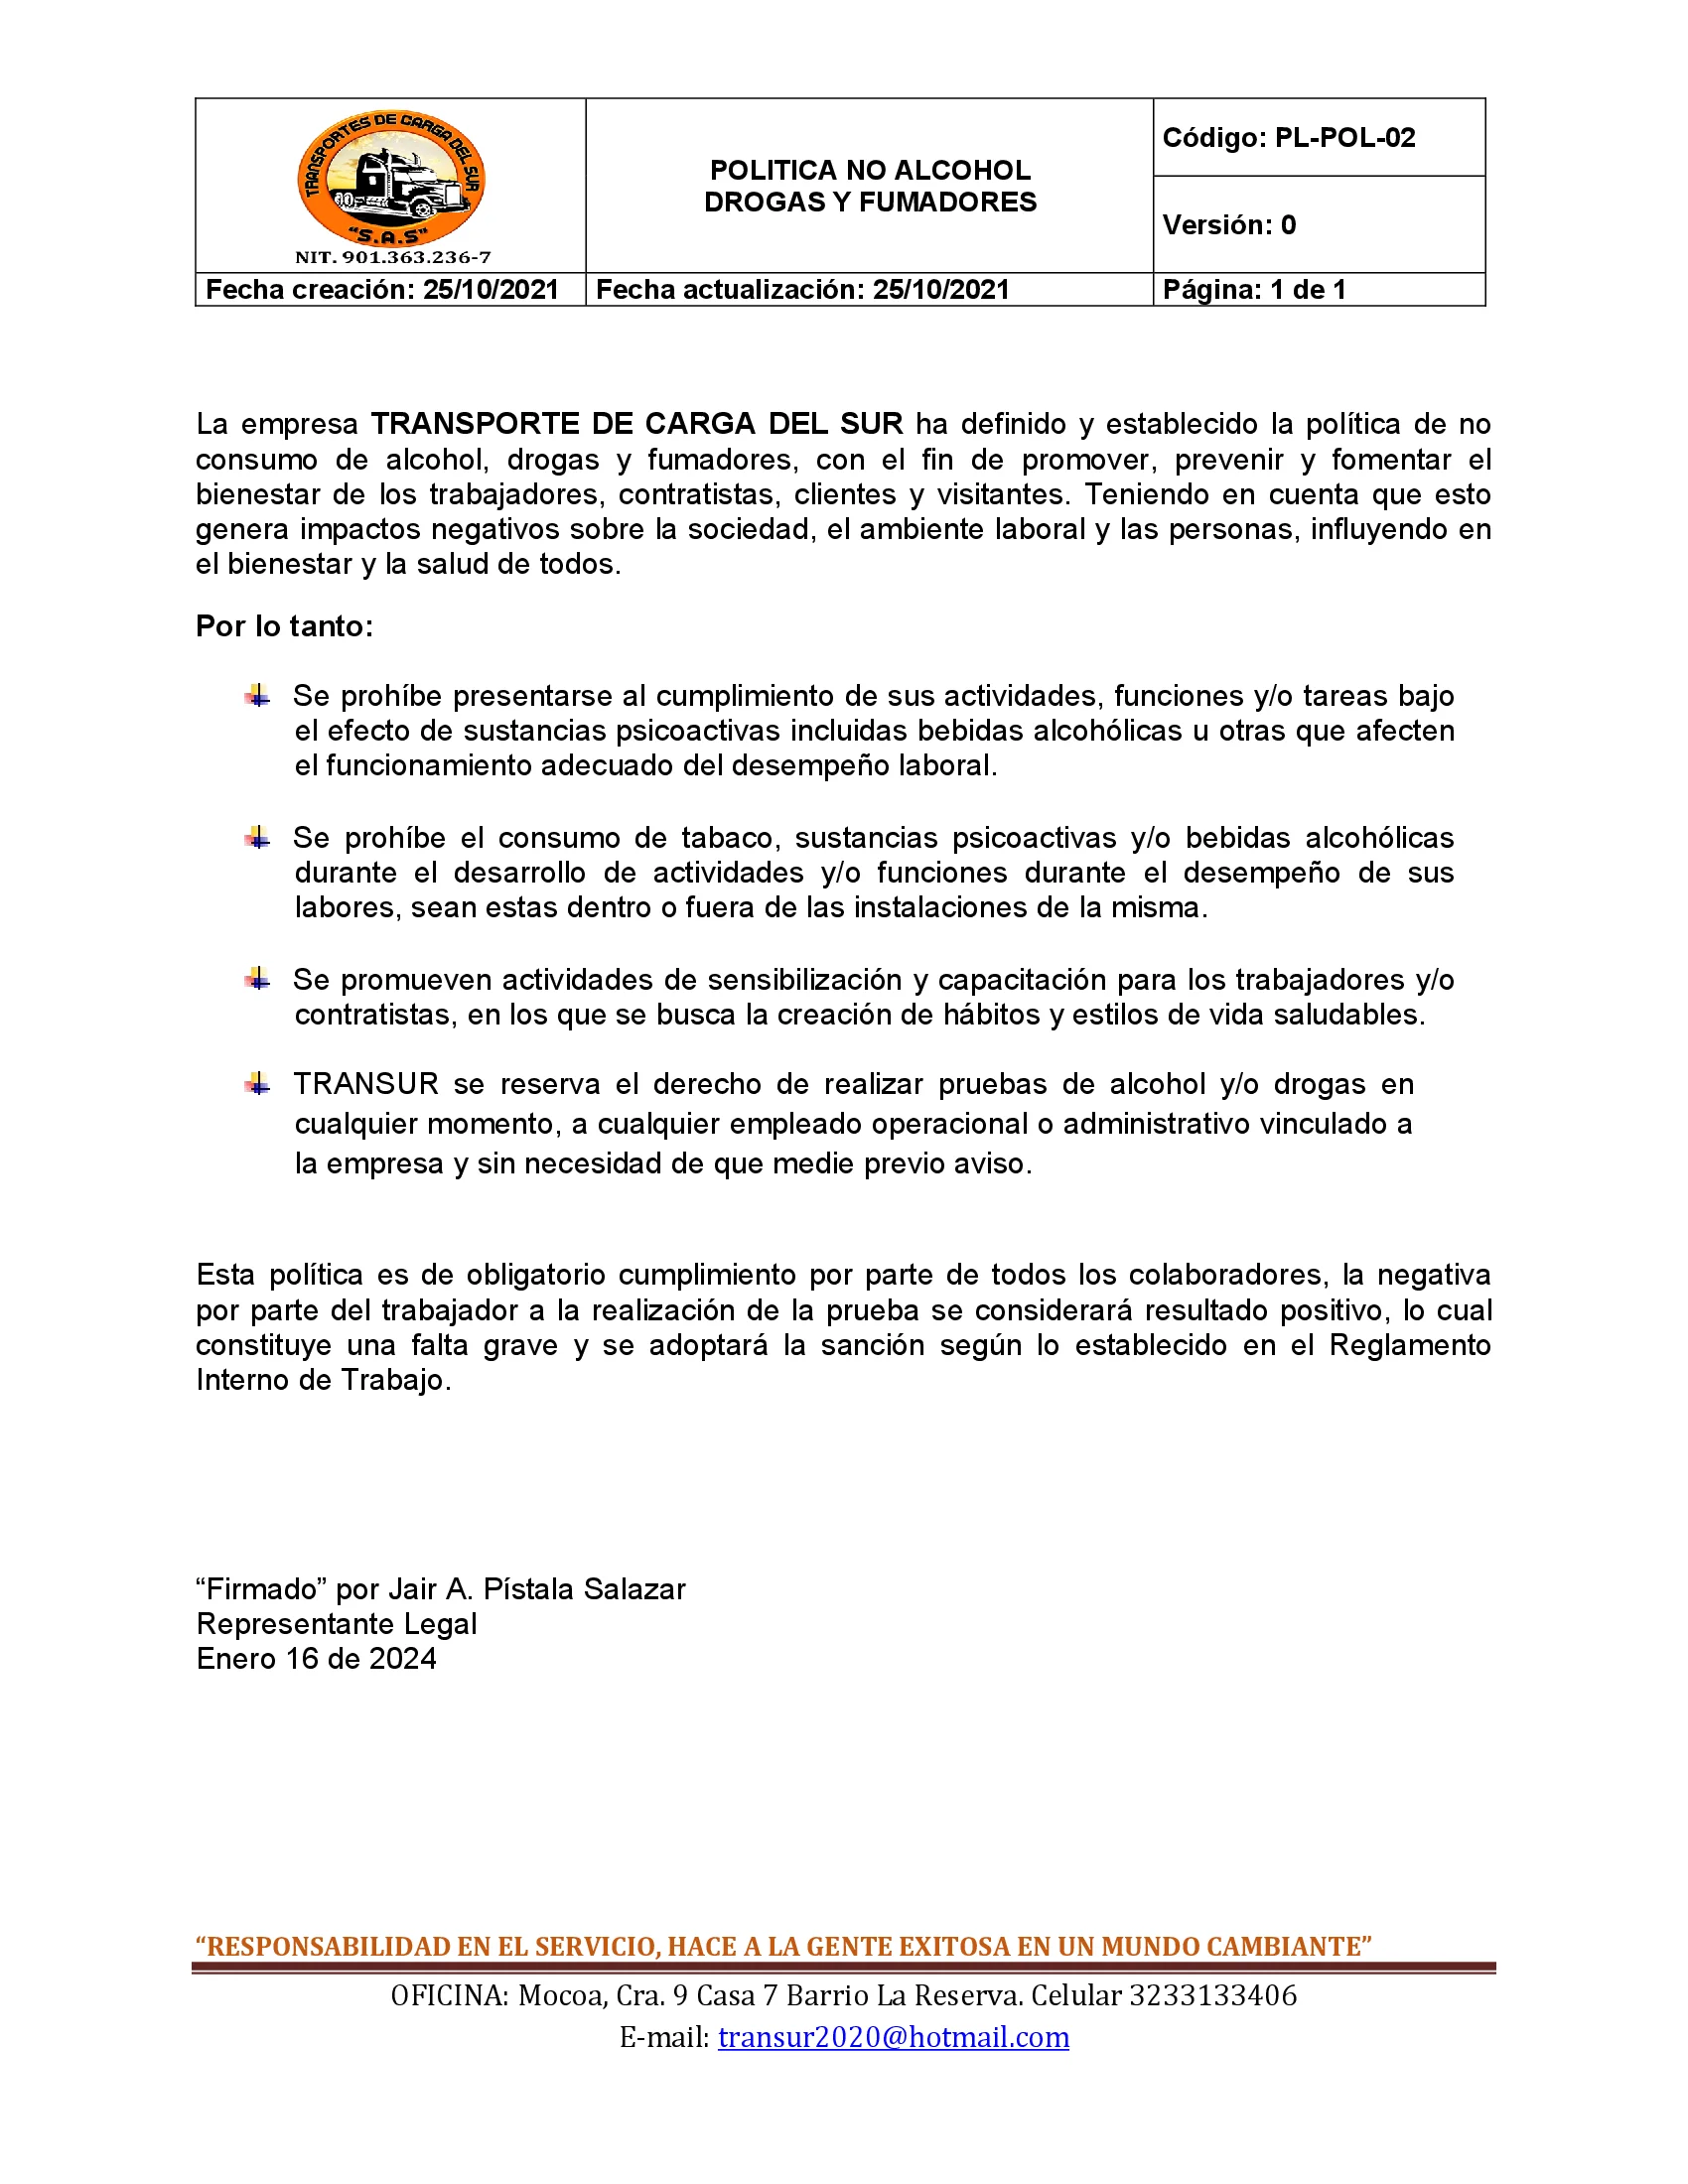 TRANSPORTES DE CARGA DEL SUR
"S.A.S"
NIT. 901.363.236-7
POLITICA NO ALCOHOL
DROGAS Y FUMADORES
Código: PL-POL-02
Versión: 0
Fecha creación: 25/10/2021
Fecha actualización: 25/10/2021
Página: 1 de 1
La empresa TRANSPORTE DE CARGA DEL SUR ha definido y establecido la política de no
consumo de alcohol, drogas y fumadores, con el fin de promover, prevenir y fomentar el
bienestar de los trabajadores, contratistas, clientes y visitantes. Teniendo en cuenta que esto
genera impactos negativos sobre la sociedad, el ambiente laboral y las personas, influyendo en
el bienestar y la salud de todos.
Por lo tanto:
Se prohíbe presentarse al cumplimiento de sus actividades, funciones y/o tareas bajo
el efecto de sustancias psicoactivas incluidas bebidas alcohólicas u otras que afecten
el funcionamiento adecuado del desempeño laboral.
Se prohíbe el consumo de tabaco, sustancias psicoactivas y/o bebidas alcohólicas
durante el desarrollo de actividades y/o funciones durante el desempeño de sus
labores, sean estas dentro o fuera de las instalaciones de la misma.
Se promueven actividades de sensibilización y capacitación para los trabajadores y/o
contratistas, en los que se busca la creación de hábitos y estilos de vida saludables.
TRANSUR se reserva el derecho de realizar pruebas de alcohol y/o drogas en
cualquier momento, a cualquier empleado operacional o administrativo vinculado a
la empresa y sin necesidad de que medie previo aviso.
Esta política es de obligatorio cumplimiento por parte de todos los colaboradores, la negativa
por parte del trabajador a la realización de la prueba se considerará resultado positivo, lo cual
constituye una falta grave y se adoptará la sanción según lo establecido en el Reglamento
Interno de Trabajo.
“Firmado” por Jair A. Pístala Salazar
Representante Legal
Enero 16 de 2024
“RESPONSABILIDAD EN EL SERVICIO, HACE A LA GENTE EXITOSA EN UN MUNDO CAMBIANTE”
OFICINA: Mocoa, Cra. 9 Casa 7 Barrio La Reserva. Celular 3233133406
E-mail: transur2020@hotmail.com